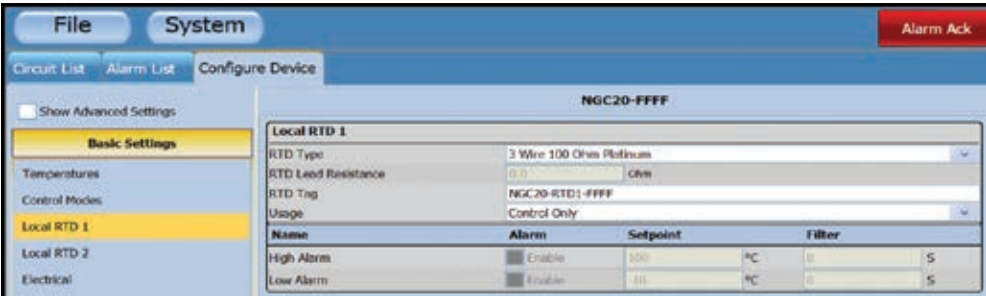 File System Alarm Ack
Circuit List Alarm List Configure Device
Show Advanced Settings
Basic Settings
Temperatures
Control Modes
Local RTD 1
Local RTD 2
Electrical
NGC20-FFFF
Local RTD 1
RTD Type 3 Wire 100 Ohm Platinum
RTD Lead Resistance 0.0 Ohm
RTD Tag NGC20-RTD1-FFFF
Usage Control Only
Name Alarm Setpoint Filter
High Alarm Enable 100 °C 0 S
Low Alarm Enable -10 °C 0 S